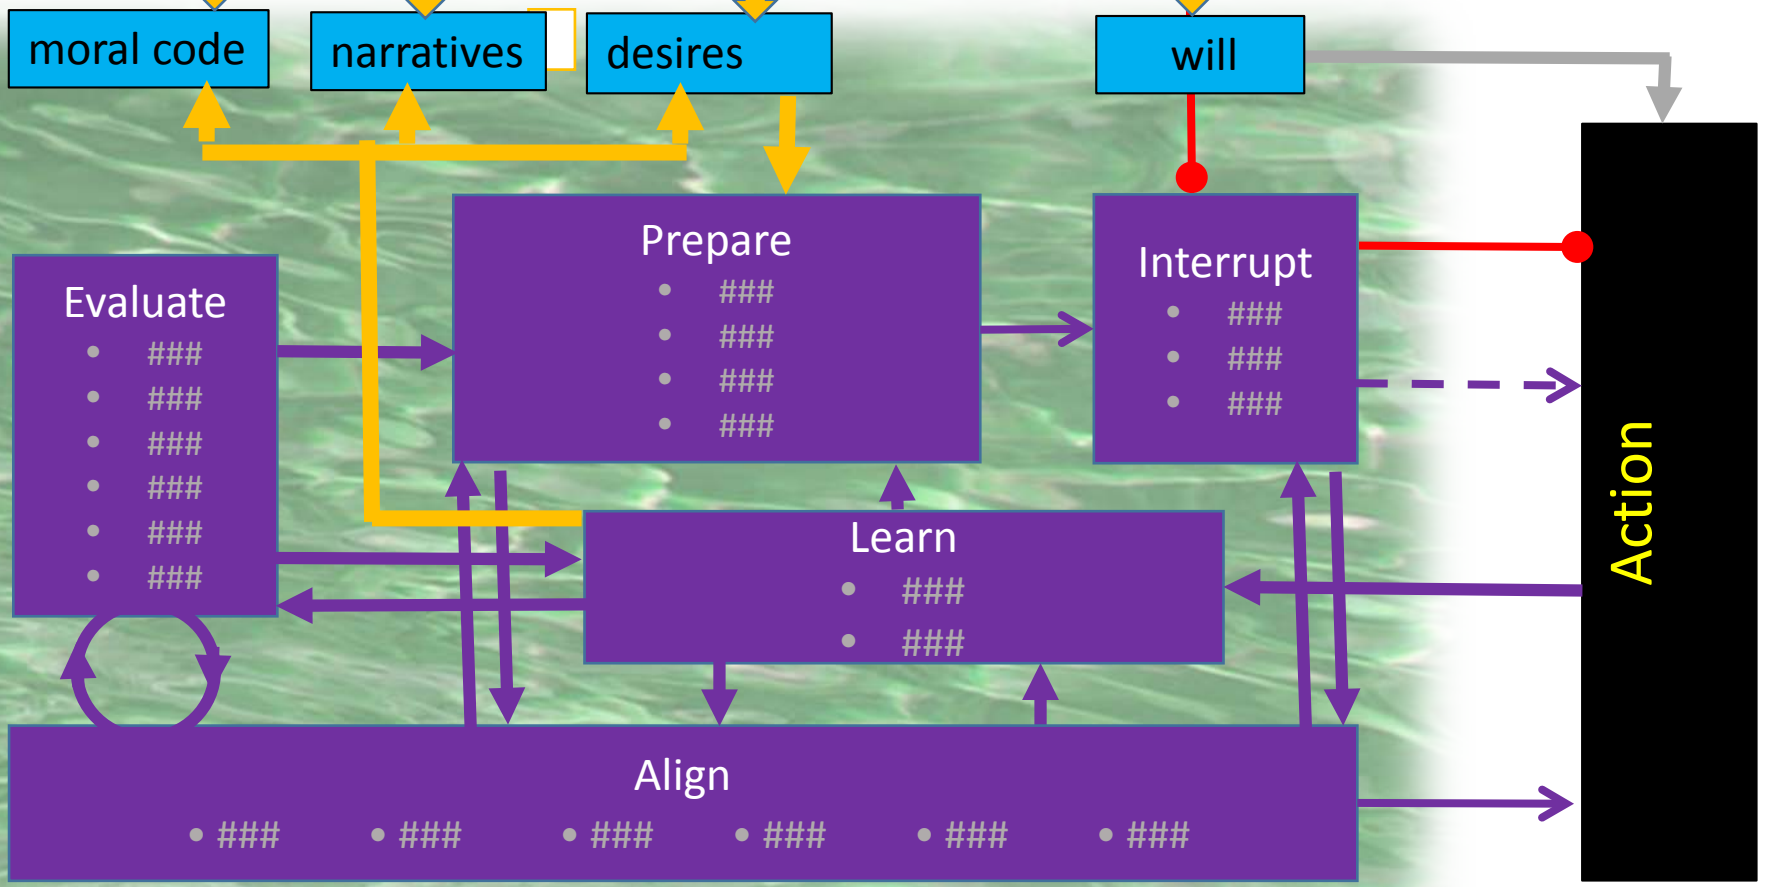 moral code
narratives
desires
will
Prepare
• ###
• ###
• ###
• ###
Interrupt
• ###
• ###
• ###
Evaluate
• ###
• ###
• ###
• ###
• ###
• ###
Learn
• ###
• ###
Action
Align
• ### • ### • ### • ### • ### • ###